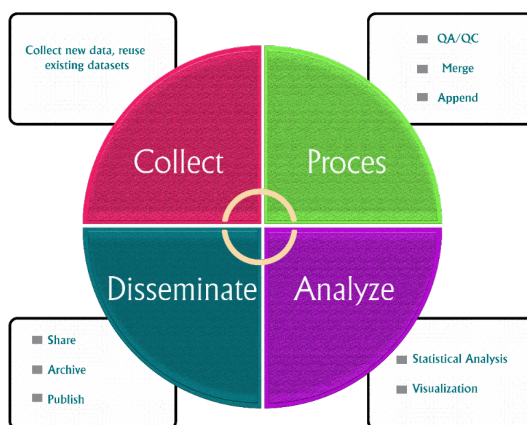 Collect new data, reuse
existing datasets
QA/QC
Merge
Append
Collect
Proces
Disseminate
Analyze
Share
Archive
Publish
Statistical Analysis
Visualization